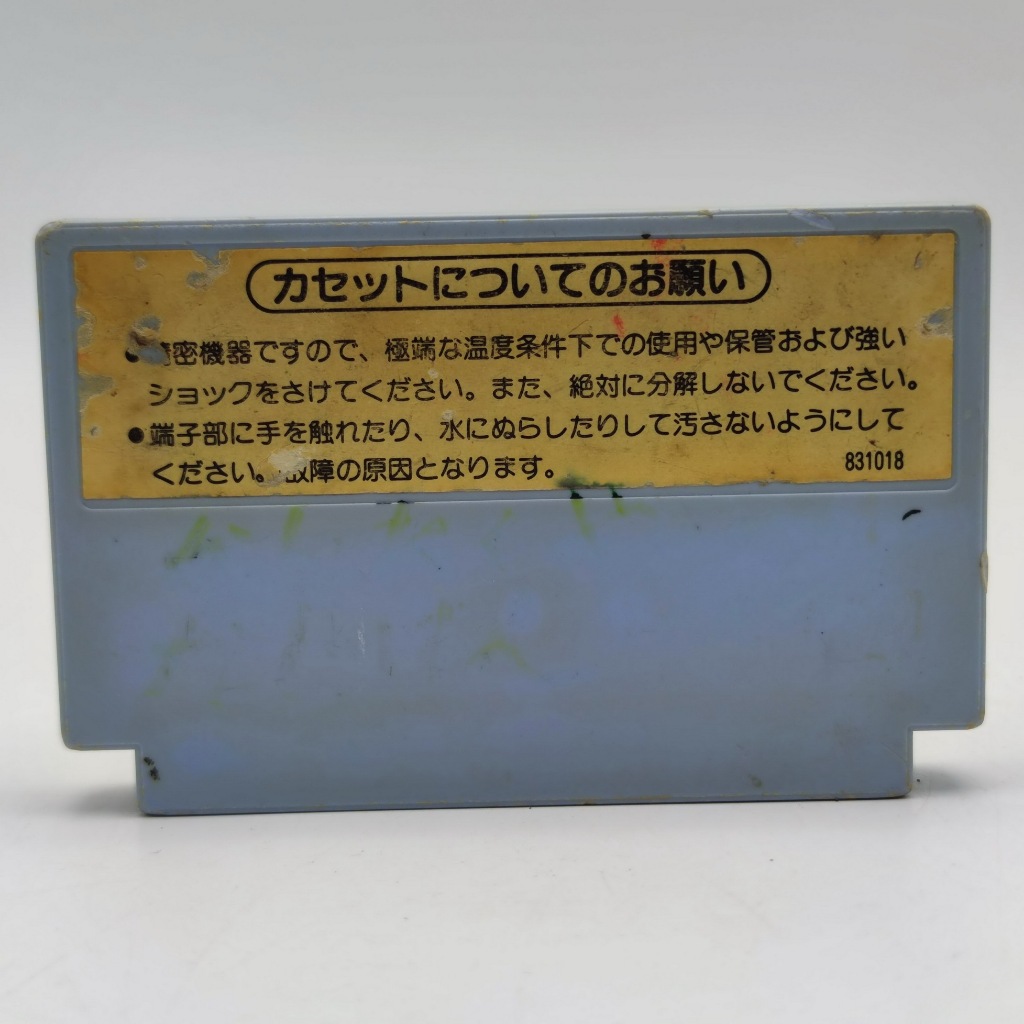 カセットについてのお願い
●精密機器ですので、極端な温度条件下での使用や保管および強い
ショックをさけてください。また、絶対に分解しないでください。
●端子部に手を触れたり、水にぬらしたりして汚さないようにして
ください。故障の原因となります。
831018